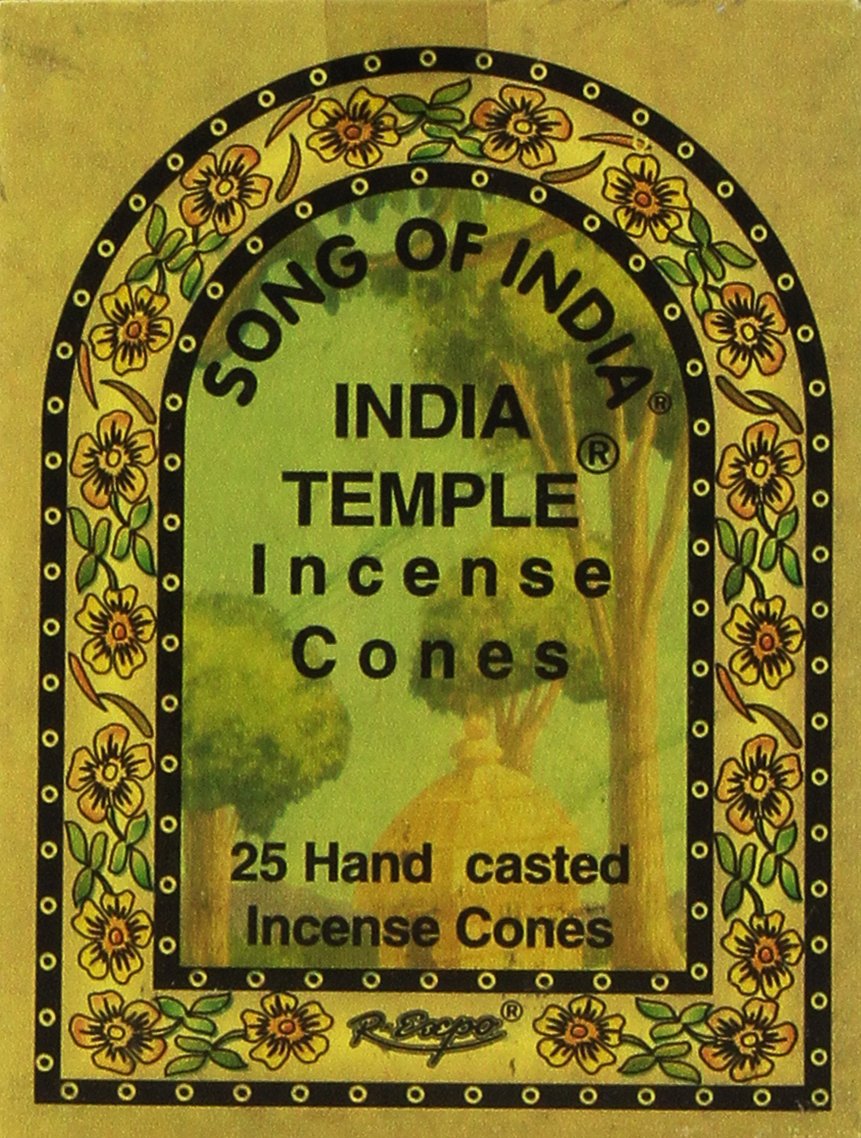 SONG OF INDIA®
INDIA
TEMPLE®
Incense
Cones
25 Hand casted
Incense Cones
R-Expo®